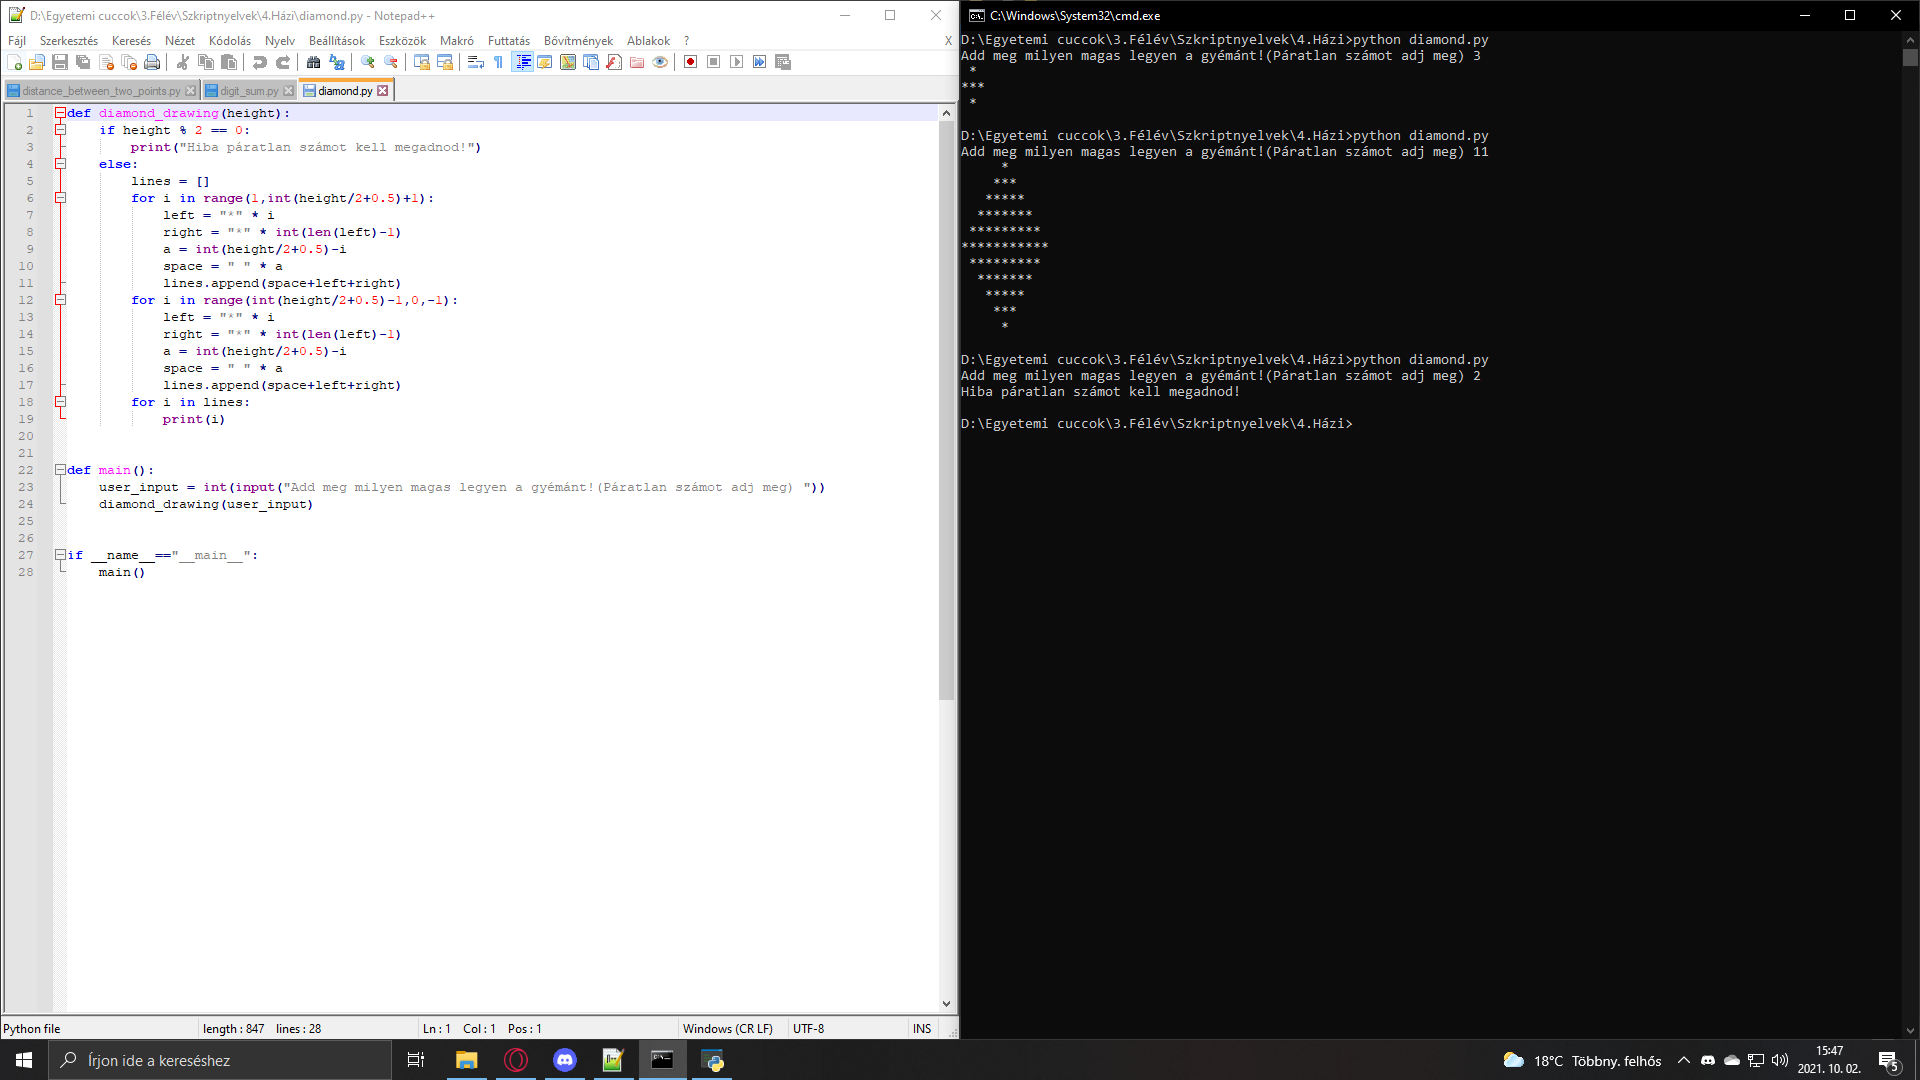 D:\Egyetemi cuccok\3.Félév\Szkriptnyelvek\4.Házi\diamond.py - Notepad++
Fájl Szerkesztés Keresés Nézet Kódolás Nyelv Beállítások Eszközök Makró Futtatás Bővítmények Ablakok ? X
distance_between_two_points.py digit_sum.py diamond.py
1 def diamond_drawing(height):
2     if height % 2 == 0:
3         print("Hiba páratlan számot kell megadnod!")
4     else:
5         lines = []
6         for i in range(1,int(height/2+0.5)+1):
7             left = "*" * i
8             right = "*" * int(len(left)-1)
9             a = int(height/2+0.5)-i
10             space = " " * a
11             lines.append(space+left+right)
12         for i in range(int(height/2+0.5)-1,0,-1):
13             left = "*" * i
14             right = "*" * int(len(left)-1)
15             a = int(height/2+0.5)-i
16             space = " " * a
17             lines.append(space+left+right)
18         for i in lines:
19             print(i)
20
21
22 def main():
23     user_input = int(input("Add meg milyen magas legyen a gyémánt!(Páratlan számot adj meg) "))
24     diamond_drawing(user_input)
25
26
27 if __name__=="__main__":
28     main()
Python file length : 847 lines : 28 Ln : 1 Col : 1 Pos : 1 Windows (CR LF) UTF-8 INS
C:\Windows\System32\cmd.exe
D:\Egyetemi cuccok\3.Félév\Szkriptnyelvek\4.Házi>python diamond.py
Add meg milyen magas legyen a gyémánt!(Páratlan számot adj meg) 3
 *
***
 *
D:\Egyetemi cuccok\3.Félév\Szkriptnyelvek\4.Házi>python diamond.py
Add meg milyen magas legyen a gyémánt!(Páratlan számot adj meg) 11
     *
    ***
   *****
  *******
 *********
***********
 *********
  *******
   *****
    ***
     *
D:\Egyetemi cuccok\3.Félév\Szkriptnyelvek\4.Házi>python diamond.py
Add meg milyen magas legyen a gyémánt!(Páratlan számot adj meg) 2
Hiba páratlan számot kell megadnod!
D:\Egyetemi cuccok\3.Félév\Szkriptnyelvek\4.Házi>
Írjon ide a kereséshez
18°C Többny. felhős
15:47
2021. 10. 02.
5